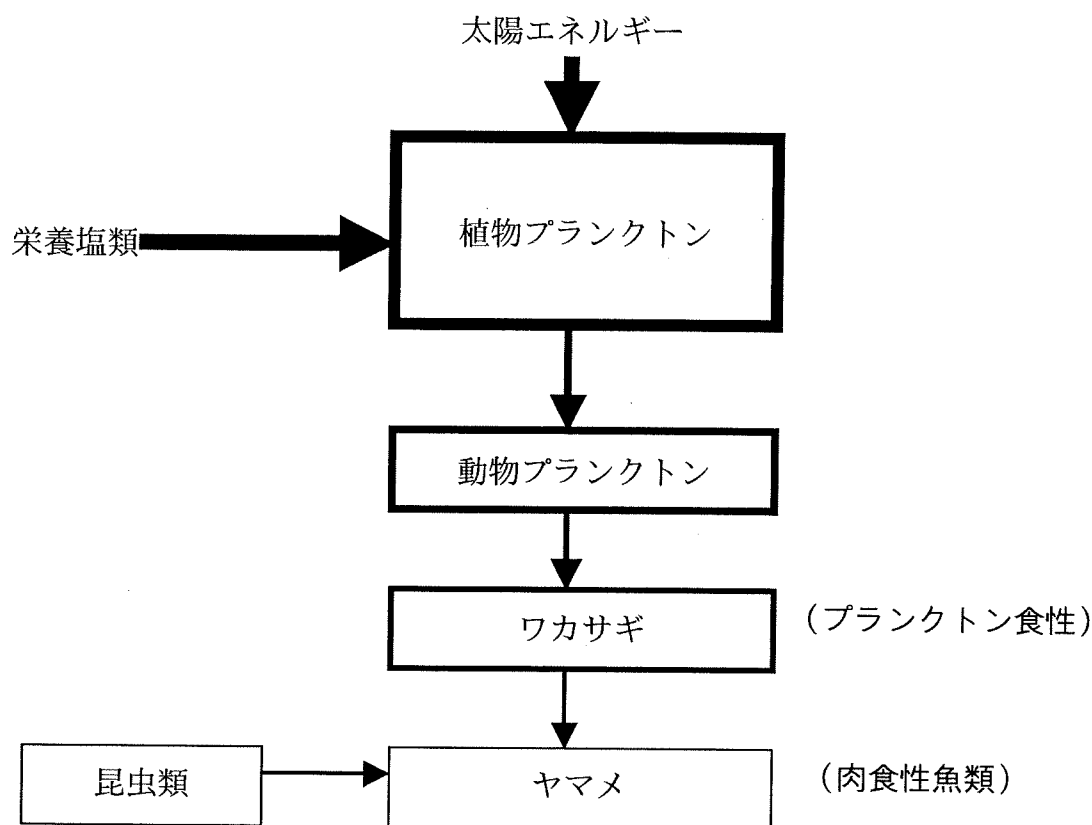 太陽エネルギー
植物プランクトン
栄養塩類
動物プランクトン
ワカサギ
(プランクトン食性)
昆虫類
ヤマメ
(肉食性魚類)